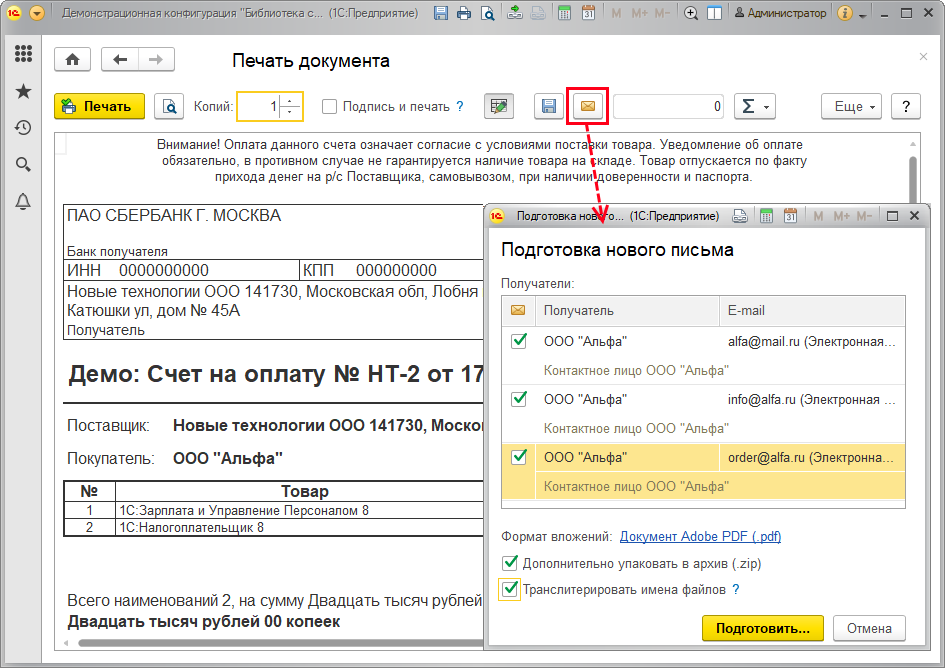 Демонстрационная конфигурация "Библиотека с... (1С:Предприятие)
M M+ M-
Администратор
Печать документа
Печать
Копий:
1
Подпись и печать ?
0
Σ
Еще
?
Внимание! Оплата данного счета означает согласие с условиями поставки товара. Уведомление об оплате
обязательно, в противном случае не гарантируется наличие товара на складе. Товар отпускается по факту
прихода денег на р/с Поставщика, самовывозом, при наличии доверенности и паспорта.
ПАО СБЕРБАНК Г. МОСКВА
Банк получателя
ИНН 0000000000 КПП 000000000
Новые технологии ООО 141730, Московская обл, Лобня
Катюшки ул, дом № 45А
Получатель
Демо: Счет на оплату № НТ-2 от 17
Поставщик: Новые технологии ООО 141730, Моско
Покупатель: ООО "Альфа"
№ Товар
1 1С:Зарплата и Управление Персоналом 8
2 1С:Налогоплательщик 8
Всего наименований 2, на сумму Двадцать тысяч рублей
Двадцать тысяч рублей 00 копеек
Подготовка нового... (1С:Предприятие)
M M+ M-
Подготовка нового письма
Получатели:
Получатель E-mail
ООО "Альфа" alfa@mail.ru (Электронная...
Контактное лицо ООО "Альфа"
ООО "Альфа" info@alfa.ru (Электронная ...
Контактное лицо ООО "Альфа"
ООО "Альфа" order@alfa.ru (Электронна...
Контактное лицо ООО "Альфа"
Формат вложений: Документ Adobe PDF (.pdf)
Дополнительно упаковать в архив (.zip)
Транслитерировать имена файлов ?
Подготовить...
Отмена